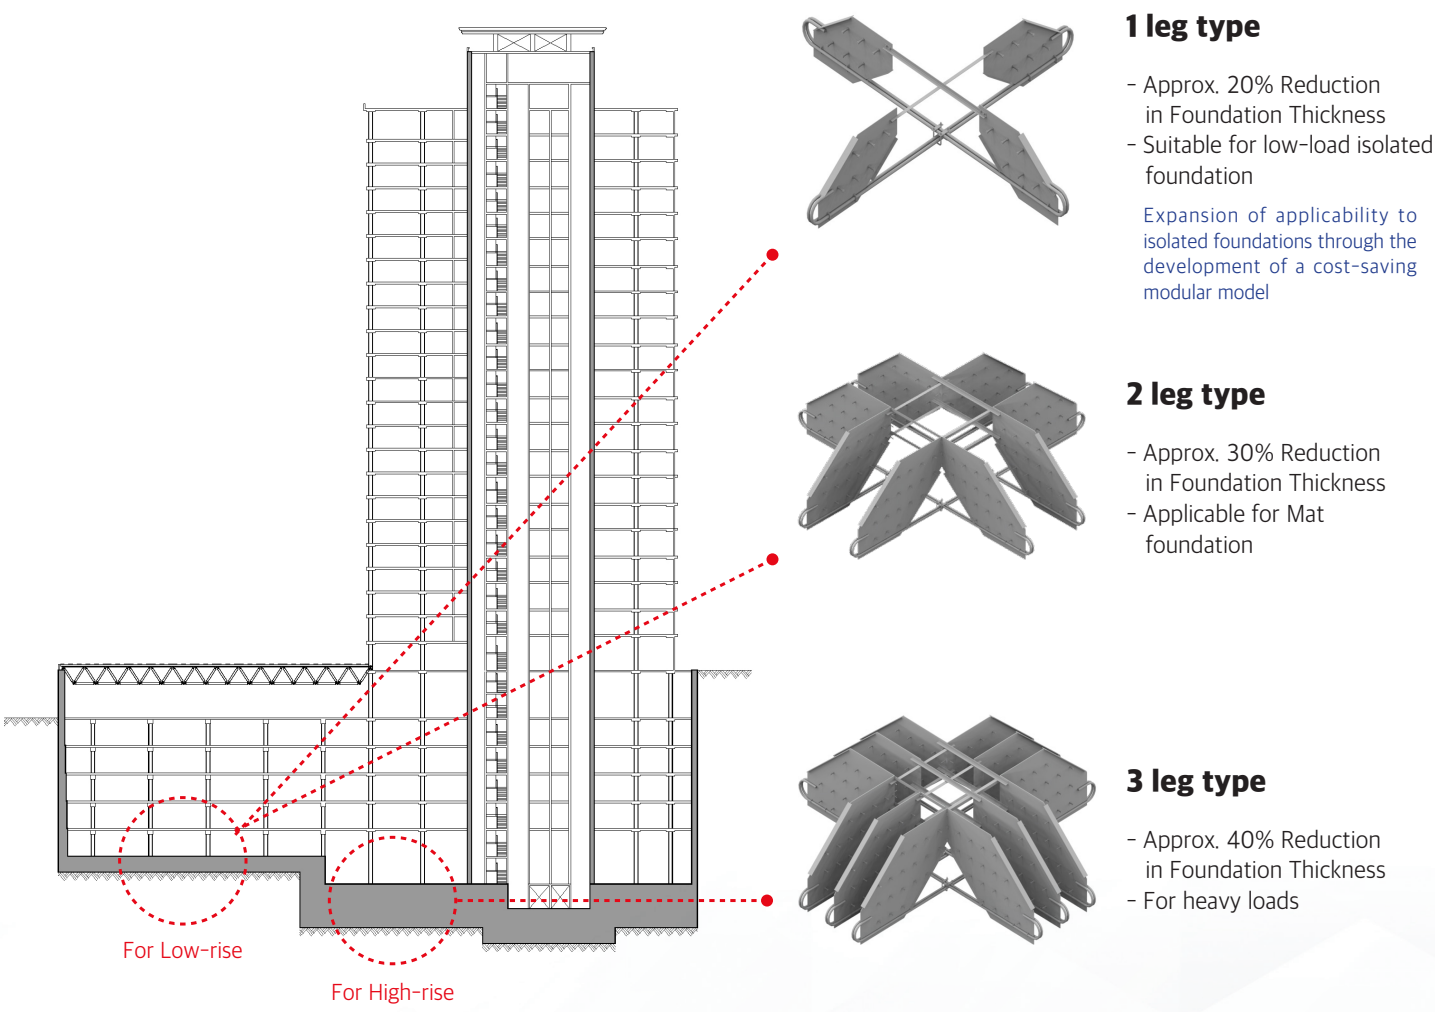 1 leg type
- Approx. 20% Reduction
in Foundation Thickness
- Suitable for low-load isolated
foundation
Expansion of applicability to
isolated foundations through the
development of a cost-saving
modular model
2 leg type
- Approx. 30% Reduction
in Foundation Thickness
- Applicable for Mat
foundation
3 leg type
- Approx. 40% Reduction
in Foundation Thickness
- For heavy loads
For Low-rise
For High-rise